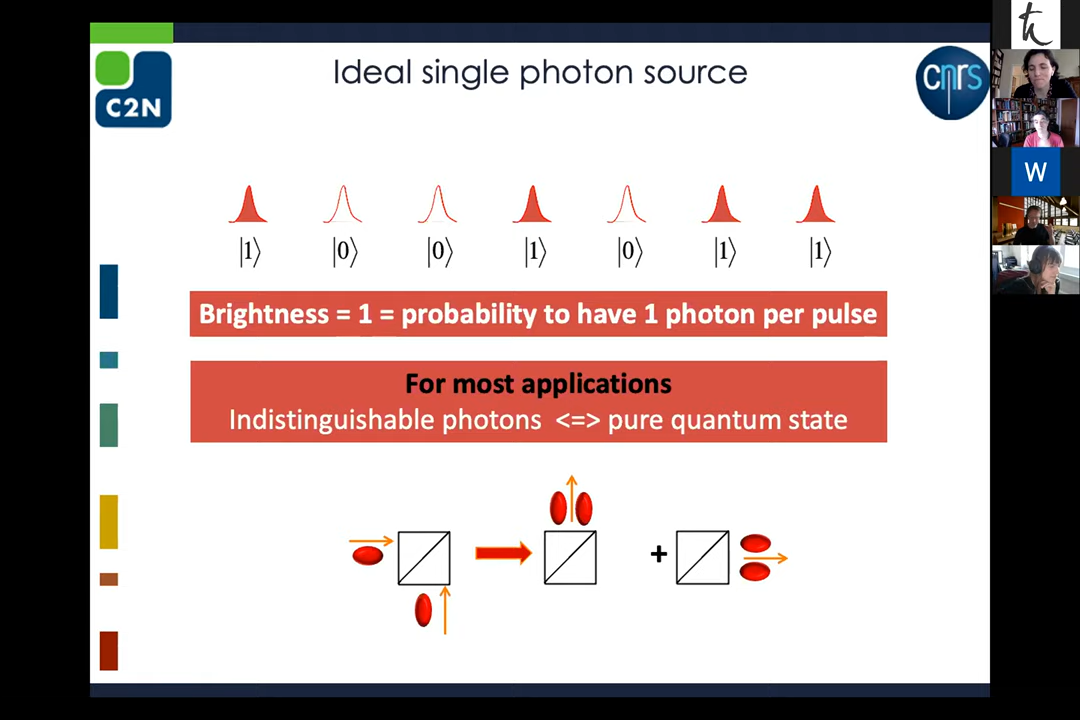 Ideal single photon source
C2N
cnrs
|1⟩ |0⟩ |0⟩ |1⟩ |0⟩ |1⟩ |1⟩
Brightness = 1 = probability to have 1 photon per pulse
For most applications
Indistinguishable photons <=> pure quantum state
+
W